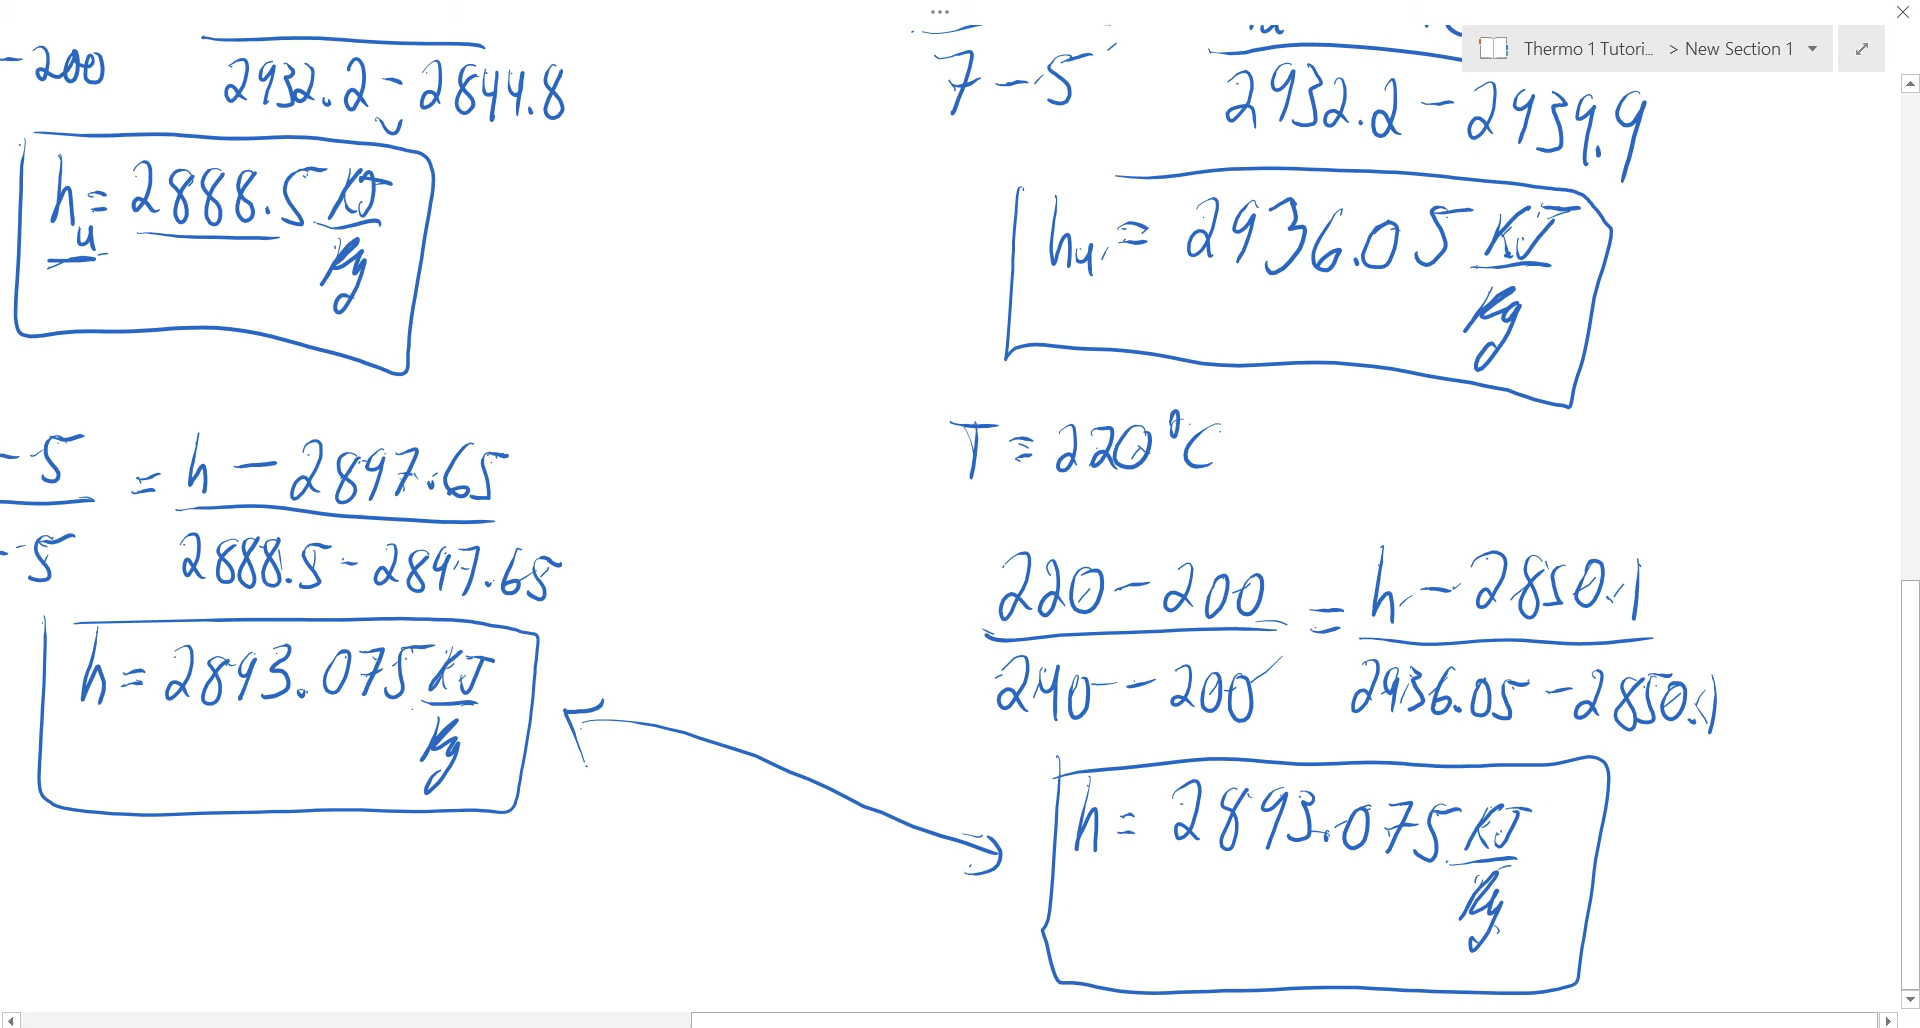 Thermo 1 Tutori... > New Section 1
-200
2932.2-2844.8
hu= 2888.5 KJ
Kg
-5 = h-2897.65
-5 2888.5-2897.65
h= 2893.075 KJ
Kg
7-5
2932.2-2939.9
hu= 2936.05 KJ
Kg
T=220°C
220-200 = h-2850.1
240-200 2936.05-2850.1
h= 2893.075 KJ
Kg